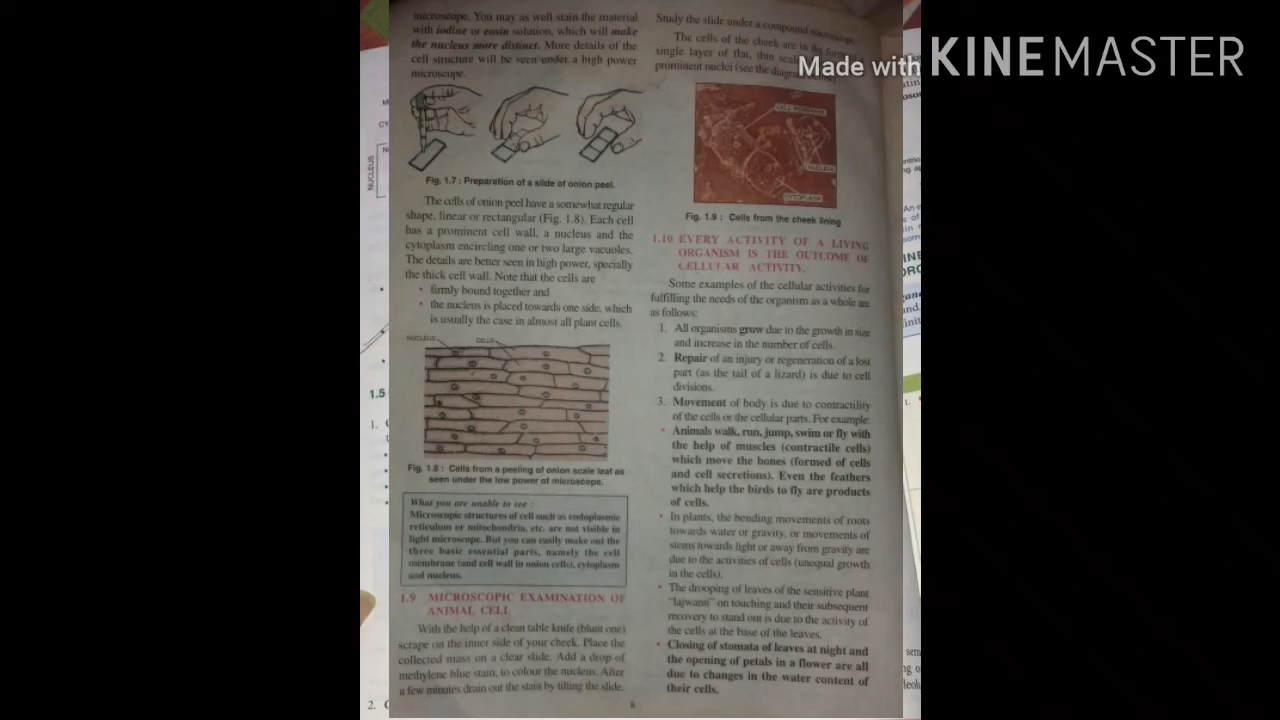 microscope. You may as well stain the material
with iodine or eosin solution, which will make
the nucleus more distinct. More details of the
cell structure will be seen under a high power
microscope.
Fig. 1.7 : Preparation of a slide of onion peel.
The cells of onion peel have a somewhat regular
shape, linear or rectangular (Fig. 1.8). Each cell
has a prominent cell wall, a nucleus and the
cytoplasm encircling one or two large vacuoles.
The details are better seen in high power, specially
the thick cell wall. Note that the cells are
• firmly bound together and
• the nucleus is placed towards one side, which
is usually the case in almost all plant cells.
NUCLEUS
CELLS
Fig. 1.8 : Cells from a peeling of onion scale leaf as
seen under the low power of microscope.
What you are unable to see :
Microscopic structures of cell such as endoplasmic
reticulum or mitochondria, etc. are not visible in
light microscope. But you can easily make out the
three basic essential parts, namely the cell
membrane (and cell wall in onion cells), cytoplasm
and nucleus.
1.9 MICROSCOPIC EXAMINATION OF
ANIMAL CELL
With the help of a clean table knife (blunt one)
scrape on the inner side of your cheek. Place the
collected mass on a clear slide. Add a drop of
methylene blue stain, to colour the nucleus. After
a few minutes drain out the stain by tilting the slide.
Study the slide under a compound microscope.
The cells of the cheek are in the form
single layer of flat, thin
prominent nuclei (see the diagram
CELL MEMBRANE
NUCLEUS
CYTOPLASM
Fig. 1.9 : Cells from the cheek lining
1.10 EVERY ACTIVITY OF A LIVING
ORGANISM IS THE OUTCOME OF
CELLULAR ACTIVITY.
Some examples of the cellular activities for
fulfilling the needs of the organism as a whole are
as follows:
1. All organisms grow due to the growth in size
and increase in the number of cells.
2. Repair of an injury or regeneration of a lost
part (as the tail of a lizard) is due to cell
divisions.
3. Movement of body is due to contractility
of the cells or the cellular parts. For example:
• Animals walk, run, jump, swim or fly with
the help of muscles (contractile cells)
which move the bones (formed of cells
and cell secretions). Even the feathers
which help the birds to fly are products
of cells.
• In plants, the bending movements of roots
towards water or gravity, or movements of
stems towards light or away from gravity are
due to the activities of cells (unequal growth
in the cells).
• The drooping of leaves of the sensitive plant
"lajwanti" on touching and their subsequent
recovery to stand out is due to the activity of
the cells at the base of the leaves.
• Closing of stomata of leaves at night and
the opening of petals in a flower are all
due to changes in the water content of
their cells.
8
Made with KINEMASTER
NUCLEUS
1.5
1.
2.